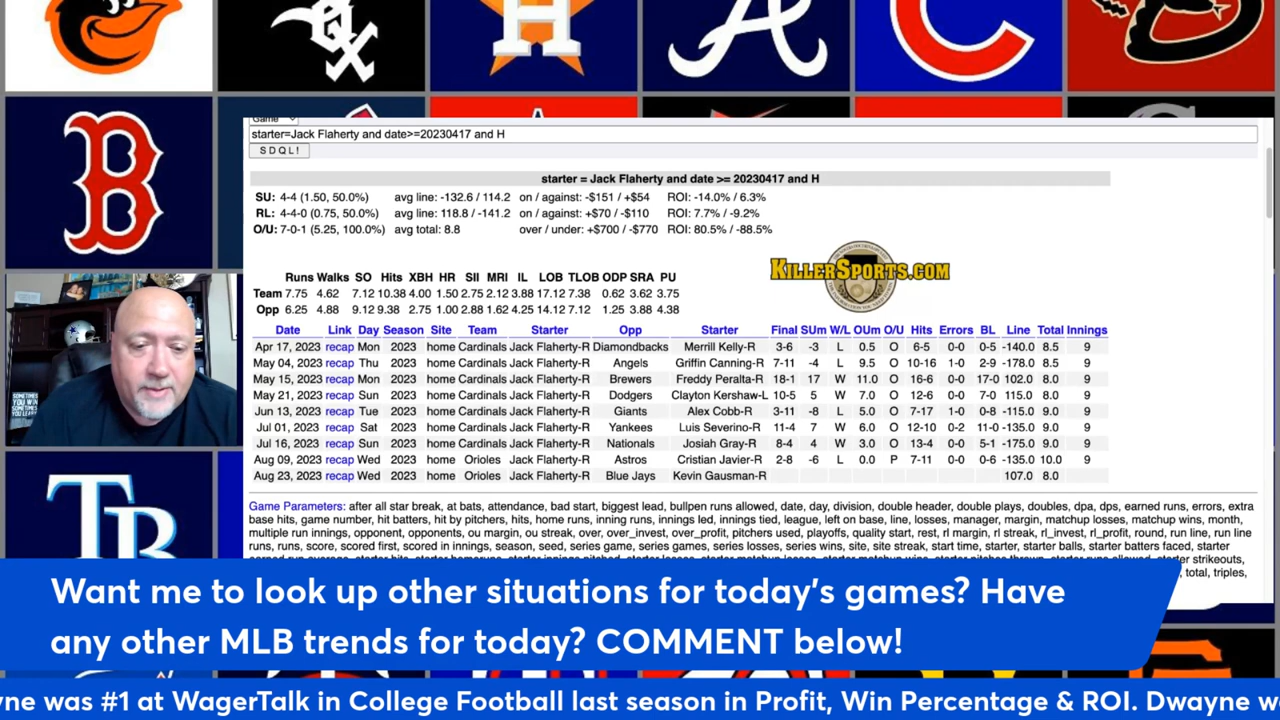 Game
starter=Jack Flaherty and date>=20230417 and H
S D Q L !
starter = Jack Flaherty and date >= 20230417 and H
SU: 4-4 (1.50, 50.0%) avg line: -132.6 / 114.2 on / against: -$151 / +$54 ROI: -14.0% / 6.3%
RL: 4-4-0 (0.75, 50.0%) avg line: 118.8 / -141.2 on / against: +$70 / -$110 ROI: 7.7% / -9.2%
O/U: 7-0-1 (5.25, 100.0%) avg total: 8.8 over / under: +$700 / -$770 ROI: 80.5% / -88.5%
KILLERSPORTS.COM
Runs Walks SO Hits XBH HR SII MRI IL LOB TLOB ODP SRA PU
Team 7.75 4.62 7.12 10.38 4.00 1.50 2.75 2.12 3.88 17.12 7.38 0.62 3.62 3.75
Opp 6.25 4.88 9.12 9.38 2.75 1.00 2.88 1.62 4.25 14.12 7.12 1.25 3.88 4.38
Date Link Day Season Site Team Starter Opp Starter Final SUm W/L OUm O/U Hits Errors BL Line Total Innings
Apr 17, 2023 recap Mon 2023 home Cardinals Jack Flaherty-R Diamondbacks Merrill Kelly-R 3-6 -3 L 0.5 O 6-5 0-0 0-5 -140.0 8.5 9
May 04, 2023 recap Thu 2023 home Cardinals Jack Flaherty-R Angels Griffin Canning-R 7-11 -4 L 9.5 O 10-16 1-0 2-9 -178.0 8.5 9
May 15, 2023 recap Mon 2023 home Cardinals Jack Flaherty-R Brewers Freddy Peralta-R 18-1 17 W 11.0 O 16-6 0-0 17-0 102.0 8.0 9
May 21, 2023 recap Sun 2023 home Cardinals Jack Flaherty-R Dodgers Clayton Kershaw-L 10-5 5 W 7.0 O 12-6 0-0 7-0 115.0 8.0 9
Jun 13, 2023 recap Tue 2023 home Cardinals Jack Flaherty-R Giants Alex Cobb-R 3-11 -8 L 5.0 O 7-17 1-0 0-8 -115.0 9.0 9
Jul 01, 2023 recap Sat 2023 home Cardinals Jack Flaherty-R Yankees Luis Severino-R 11-4 7 W 6.0 O 12-10 0-2 11-0 -135.0 9.0 9
Jul 16, 2023 recap Sun 2023 home Cardinals Jack Flaherty-R Nationals Josiah Gray-R 8-4 4 W 3.0 O 13-4 0-0 5-1 -175.0 9.0 9
Aug 09, 2023 recap Wed 2023 home Orioles Jack Flaherty-R Astros Cristian Javier-R 2-8 -6 L 0.0 P 7-11 0-0 0-6 -135.0 10.0 9
Aug 23, 2023 recap Wed 2023 home Orioles Jack Flaherty-R Blue Jays Kevin Gausman-R 107.0 8.0
Game Parameters: after all star break, at bats, attendance, bad start, biggest lead, bullpen runs allowed, date, day, division, double header, double plays, doubles, dpa, dps, earned runs, errors, extra
base hits, game number, hit batters, hit by pitchers, hits, home runs, inning runs, innings led, innings tied, league, left on base, line, losses, manager, margin, matchup losses, matchup wins, month,
multiple run innings, opponent, opponents, ou margin, ou streak, over, over_invest, over_profit, pitchers used, playoffs, quality start, rest, rl margin, rl streak, rl_invest, rl_profit, round, run line, run line
runs, runs, score, scored first, scored in innings, season, seed, series game, series games, series losses, series wins, site, site streak, start time, starter, starter balls, starter batters faced, starter
strikeouts,
total, triples,
Want me to look up other situations for today's games? Have
any other MLB trends for today? COMMENT below!
yne was #1 at WagerTalk in College Football last season in Profit, Win Percentage & ROI. Dwayne w